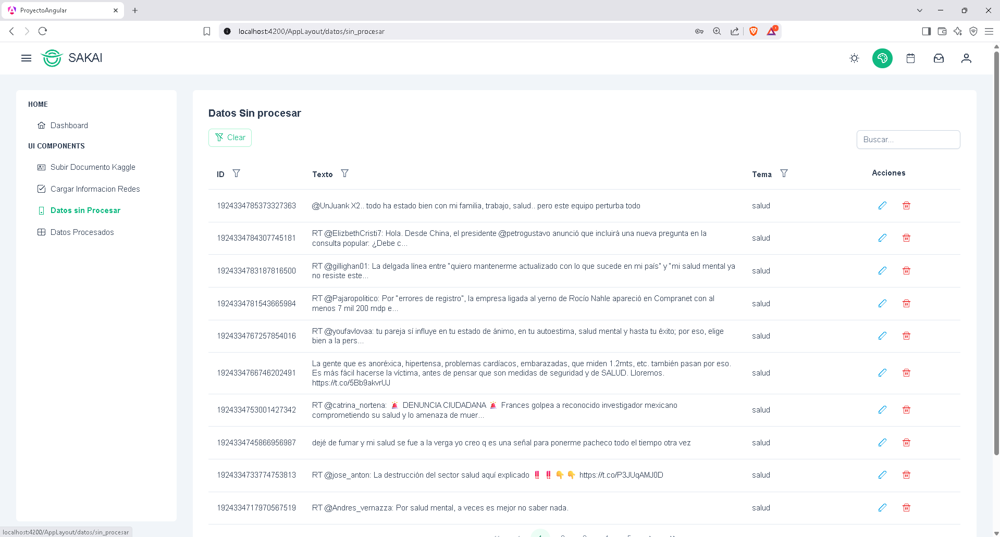 ProyectoAngular
localhost:4200/AppLayout/datos/sin_procesar
SAKAI
HOME
Dashboard
UI COMPONENTS
Subir Documento Kaggle
Cargar Informacion Redes
Datos sin Procesar
Datos Procesados
Datos Sin procesar
Clear
Buscar...
ID Texto Tema Acciones
1924334785373327363 @UnJuank X2.. todo ha estado bien con mi familia, trabajo, salud.. pero este equipo perturba todo salud
1924334784307745181 RT @ElizbethCristi7: Hola. Desde China, el presidente @petrogustavo anunció que incluirá una nueva pregunta en la
consulta popular: ¿Debe c... salud
1924334783187816500 RT @gillighan01: La delgada línea entre "quiero mantenerme actualizado con lo que sucede en mi país" y "mi salud mental ya
no resiste este... salud
1924334781543665984 RT @Pajaropolitico: Por "errores de registro", la empresa ligada al yerno de Rocío Nahle apareció en Compranet con al
menos 7 mil 200 mdp e... salud
1924334767257854016 RT @youfavlovaa: tu pareja sí influye en tu estado de ánimo, en tu autoestima, salud mental y hasta tu éxito; por eso, elige
bien a la pers... salud
1924334766746202491 La gente que es anoréxica, hipertensa, problemas cardíacos, embarazadas, que miden 1.2mts, etc. también pasan por eso.
Es más fácil hacerse la víctima, antes de pensar que son medidas de seguridad y de SALUD. Lloremos.
https://t.co/5Bb9akvrUJ salud
1924334753001427342 RT @catrina_nortena: 🚨 DENUNCIA CIUDADANA 🚨 Frances golpea a reconocido investigador mexicano
comprometiendo su salud y lo amenaza de muer... salud
1924334745866956987 dejé de fumar y mi salud se fue a la verga yo creo q es una señal para ponerme pacheco todo el tiempo otra vez salud
1924334733774753813 RT @jose_anton: La destrucción del sector salud aquí explicado ‼️ ‼️ 👇 👇 https://t.co/P3JUqAMJ0D salud
1924334717970567519 RT @Andres_vernazza: Por salud mental, a veces es mejor no saber nada. salud
localhost:4200/AppLayout/datos/sin_procesar